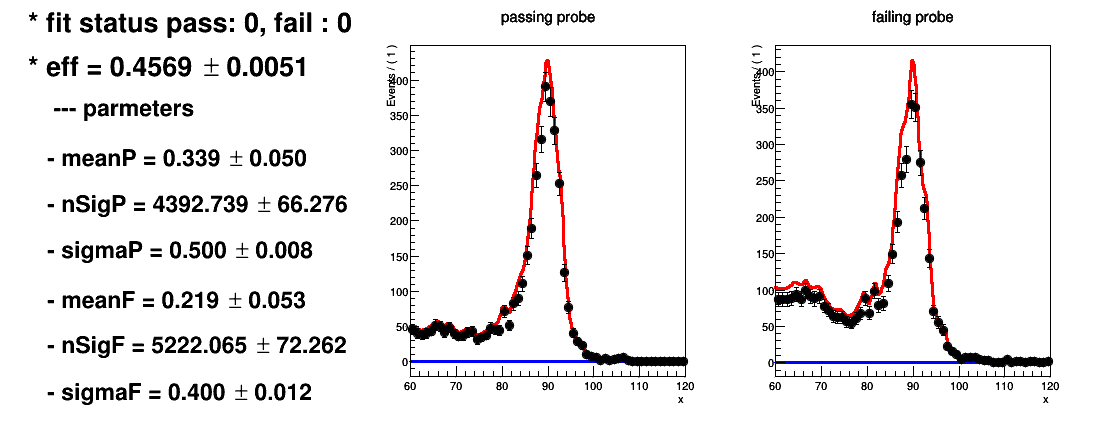 * fit status pass: 0, fail : 0
* eff = 0.4569 ± 0.0051
--- parmeters
- meanP = 0.339 ± 0.050
- nSigP = 4392.739 ± 66.276
- sigmaP = 0.500 ± 0.008
- meanF = 0.219 ± 0.053
- nSigF = 5222.065 ± 72.262
- sigmaF = 0.400 ± 0.012
passing probe
Events / ( 1 )
400
350
300
250
200
150
100
50
0
60 70 80 90 100 110 120
x
failing probe
Events / ( 1 )
400
350
300
250
200
150
100
50
0
60 70 80 90 100 110 120
x